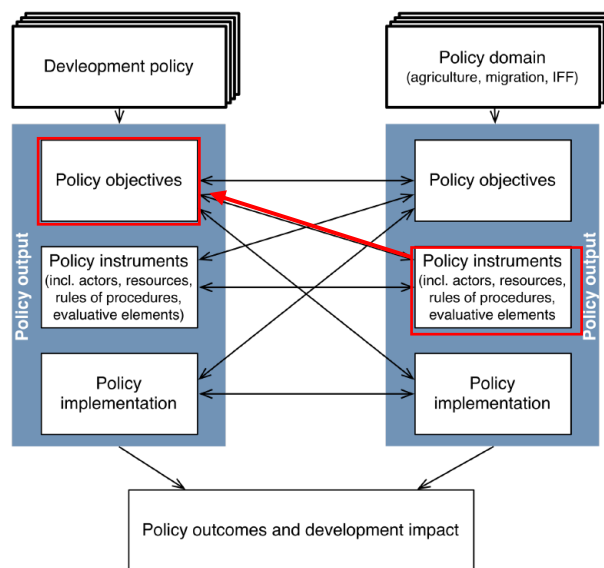 Devleopment policy
Policy domain
(agriculture, migration, IFF)
Policy output
Policy objectives
Policy instruments
(incl. actors, resources,
rules of procedures,
evaluative elements)
Policy
implementation
Policy objectives
Policy instruments
(incl. actors, resources,
rules of procedures,
evaluative elements
Policy
implementation
Policy output
Policy outcomes and development impact